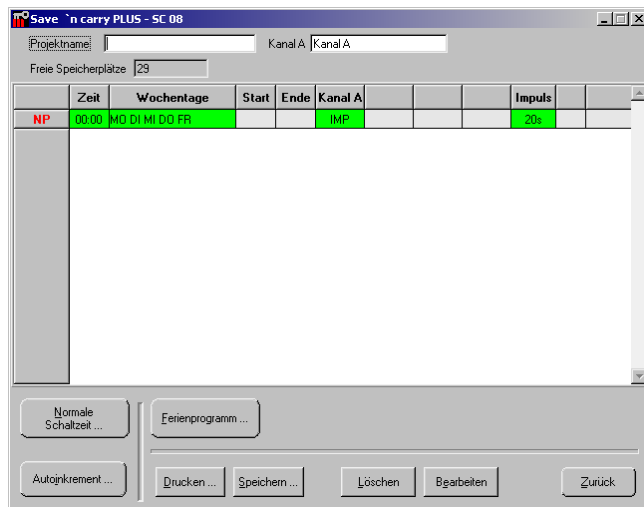 Save `n carry PLUS - SC 08
Projektname Kanal A Kanal A
Freie Speicherplätze 29
Zeit Wochentage Start Ende Kanal A Impuls
NP 00:00 MO DI MI DO FR IMP 20s
Normale Schaltzeit ...
Ferienprogramm ...
Autoinkrement ... Drucken ... Speichern ... Löschen Bearbeiten Zurück